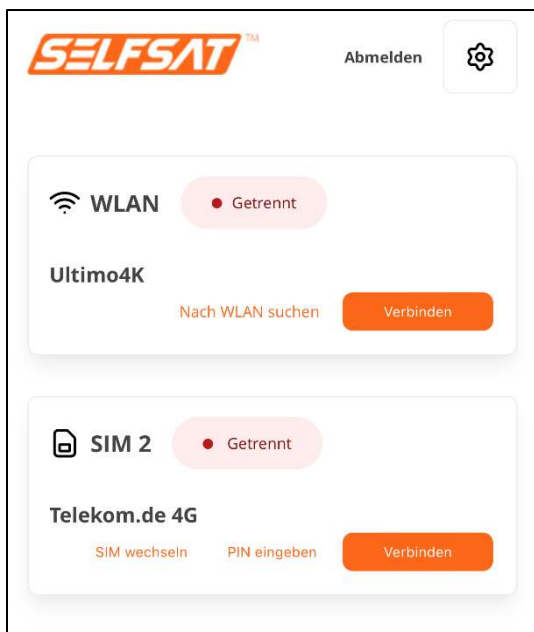 SELFSAT™
Abmelden
WLAN
Getrennt
Ultimo4K
Nach WLAN suchen
Verbinden
SIM 2
Getrennt
Telekom.de 4G
SIM wechseln
PIN eingeben
Verbinden